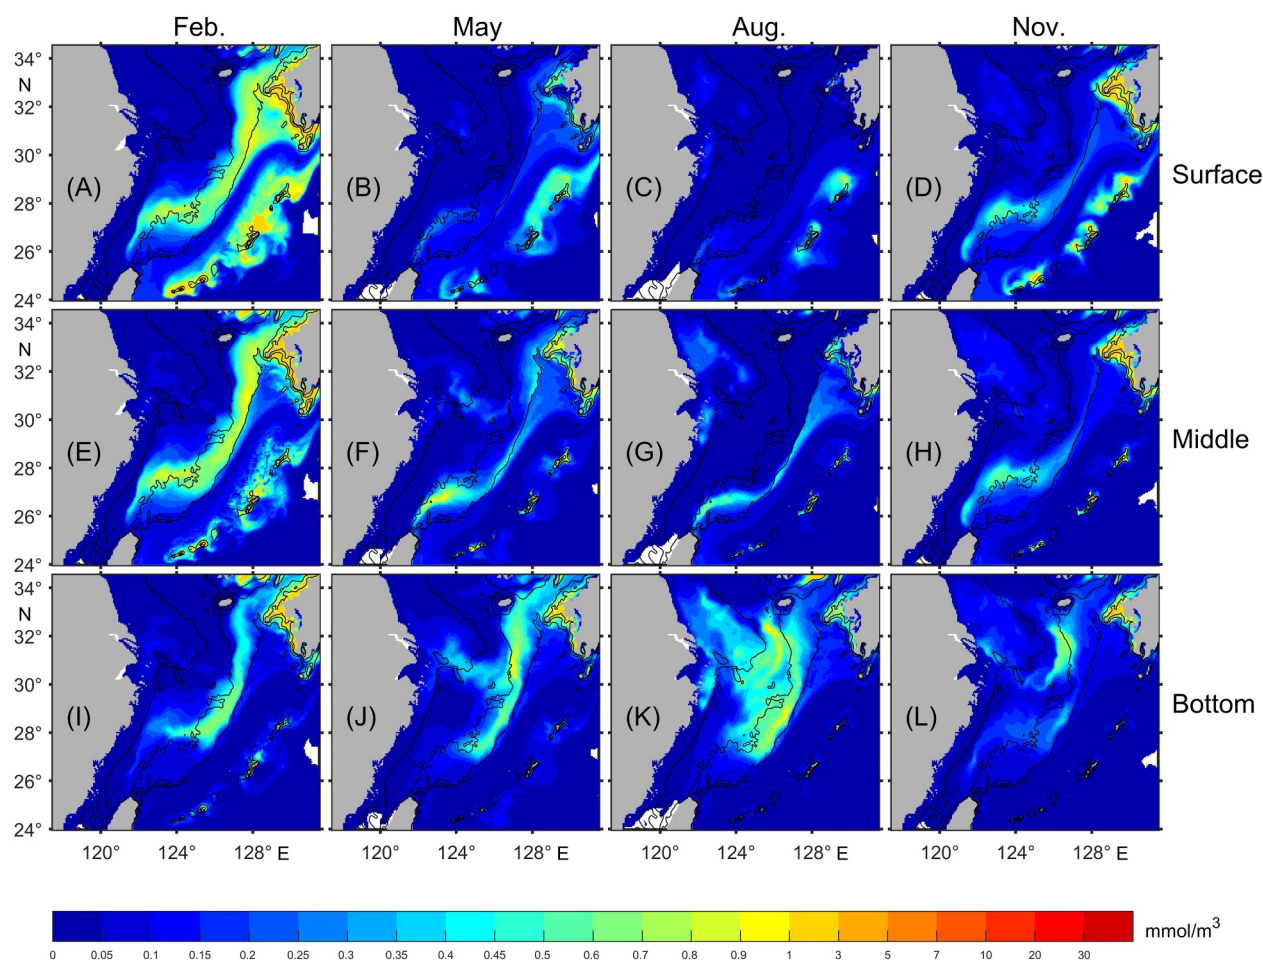 Feb. May Aug. Nov.
34°
N
32°
30°
28°
26°
24°
(A) (B) (C) (D) Surface
34°
N
32°
30°
28°
26°
24°
(E) (F) (G) (H) Middle
34°
N
32°
30°
28°
26°
24°
(I) (J) (K) (L) Bottom
120° 124° 128° E 120° 124° 128° E 120° 124° 128° E 120° 124° 128° E
mmol/m³
0 0.05 0.1 0.15 0.2 0.25 0.3 0.35 0.4 0.45 0.5 0.6 0.7 0.8 0.9 1 3 5 7 10 20 30